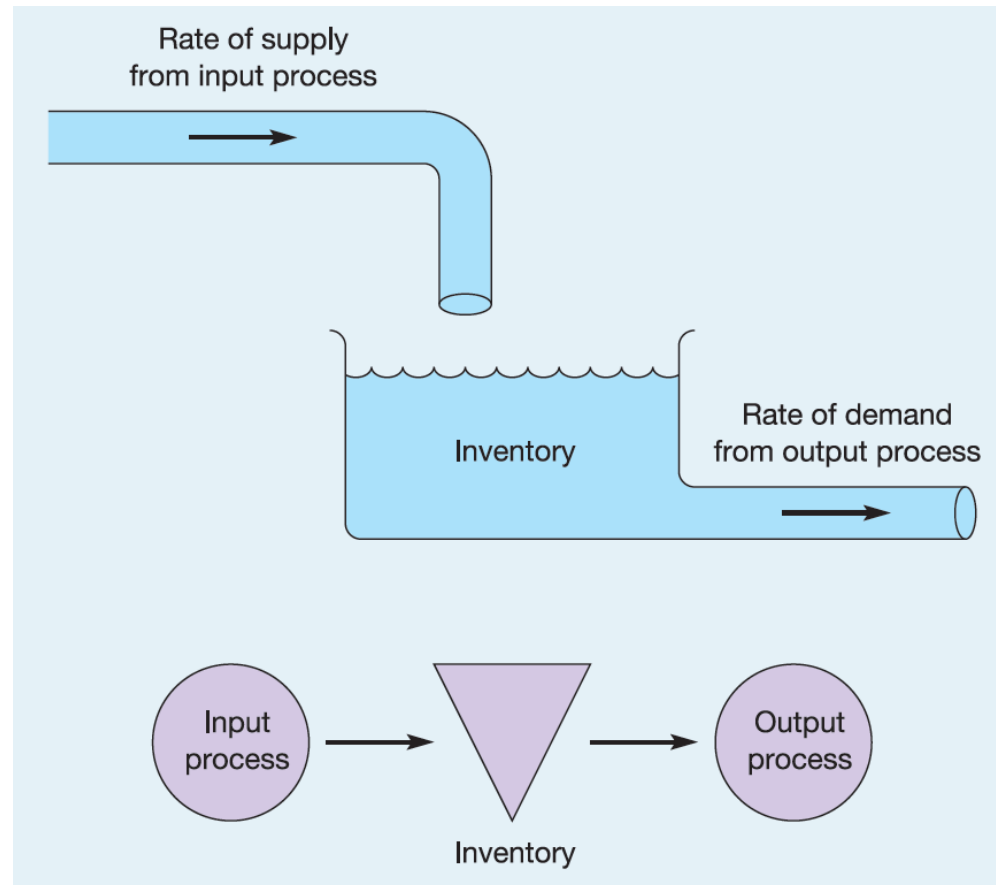 Rate of supply
from input process
Inventory
Rate of demand
from output process
Input
process
Output
process
Inventory